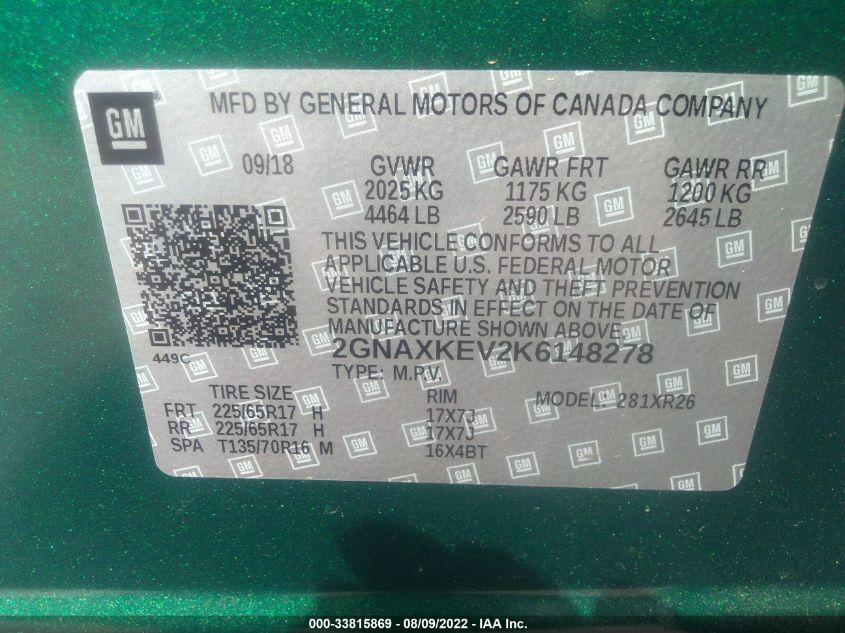 GM
MFD BY GENERAL MOTORS OF CANADA COMPANY
09/18 GVWR GAWR FRT GAWR RR
2025 KG 1175 KG 1200 KG
4464 LB 2590 LB 2645 LB
THIS VEHICLE CONFORMS TO ALL
APPLICABLE U.S. FEDERAL MOTOR
VEHICLE SAFETY AND THEFT PREVENTION
STANDARDS IN EFFECT ON THE DATE OF
MANUFACTURE SHOWN ABOVE.
449C
2GNAXKEV2K6148278
TYPE: M.P.V.
TIRE SIZE RIM MODEL: 281XR26
FRT 225/65R17 H 17X7J
RR 225/65R17 H 17X7J
SPA T135/70R16 M 16X4BT
000-33815869 - 08/09/2022 - IAA Inc.